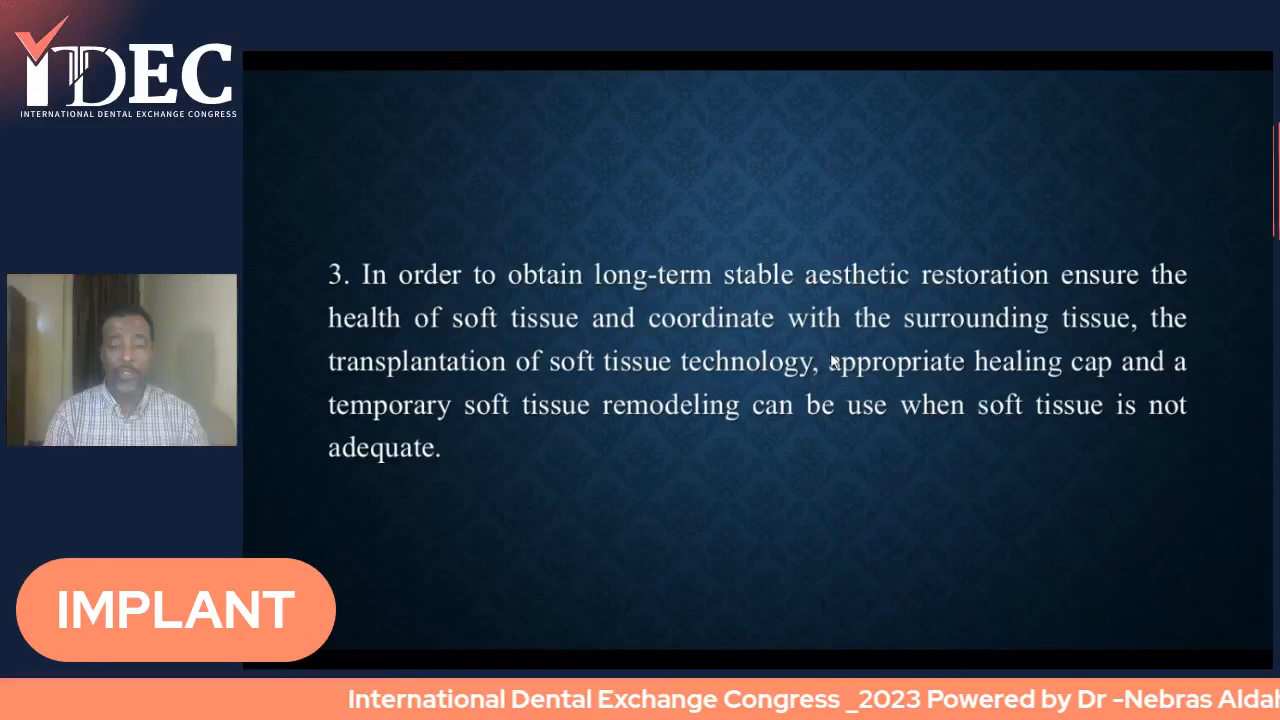 IDEC
INTERNATIONAL DENTAL EXCHANGE CONGRESS
3. In order to obtain long-term stable aesthetic restoration ensure the
health of soft tissue and coordinate with the surrounding tissue, the
transplantation of soft tissue technology, appropriate healing cap and a
temporary soft tissue remodeling can be use when soft tissue is not
adequate.
IMPLANT
International Dental Exchange Congress _2023 Powered by Dr -Nebras